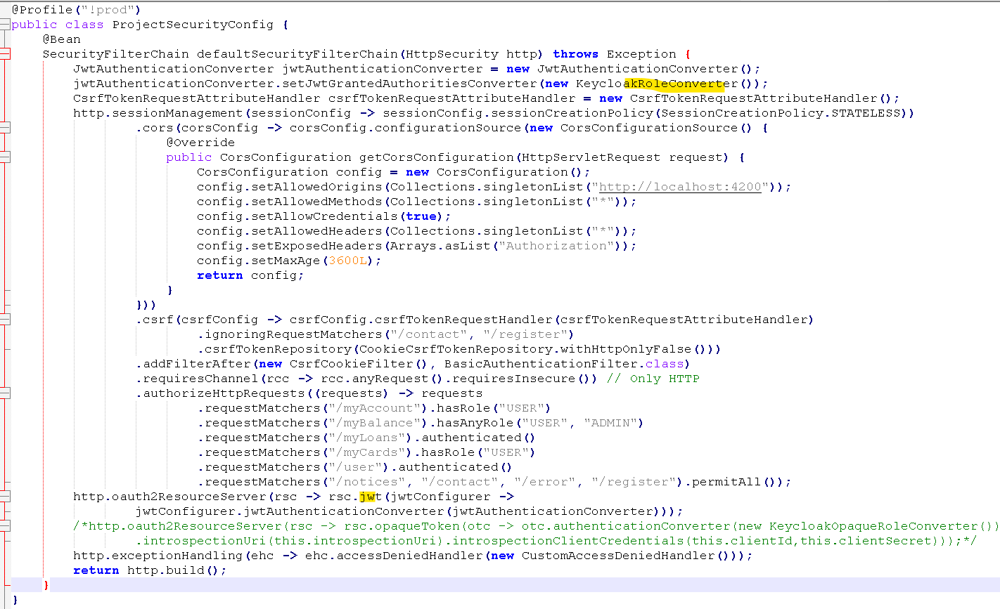 @Profile("!prod")
public class ProjectSecurityConfig {
    @Bean
    SecurityFilterChain defaultSecurityFilterChain(HttpSecurity http) throws Exception {
        JwtAuthenticationConverter jwtAuthenticationConverter = new JwtAuthenticationConverter();
        jwtAuthenticationConverter.setJwtGrantedAuthoritiesConverter(new KeycloakRoleConverter());
        CsrfTokenRequestAttributeHandler csrfTokenRequestAttributeHandler = new CsrfTokenRequestAttributeHandler();
        http.sessionManagement(sessionConfig -> sessionConfig.sessionCreationPolicy(SessionCreationPolicy.STATELESS))
                .cors(corsConfig -> corsConfig.configurationSource(new CorsConfigurationSource() {
                    @Override
                    public CorsConfiguration getCorsConfiguration(HttpServletRequest request) {
                        CorsConfiguration config = new CorsConfiguration();
                        config.setAllowedOrigins(Collections.singletonList("http://localhost:4200"));
                        config.setAllowedMethods(Collections.singletonList("*"));
                        config.setAllowCredentials(true);
                        config.setAllowedHeaders(Collections.singletonList("*"));
                        config.setExposedHeaders(Arrays.asList("Authorization"));
                        config.setMaxAge(3600L);
                        return config;
                    }
                }))
                .csrf(csrfConfig -> csrfConfig.csrfTokenRequestHandler(csrfTokenRequestAttributeHandler)
                        .ignoringRequestMatchers("/contact", "/register")
                        .csrfTokenRepository(CookieCsrfTokenRepository.withHttpOnlyFalse()))
                .addFilterAfter(new CsrfCookieFilter(), BasicAuthenticationFilter.class)
                .requiresChannel(rcc -> rcc.anyRequest().requiresInsecure()) // Only HTTP
                .authorizeHttpRequests((requests) -> requests
                        .requestMatchers("/myAccount").hasRole("USER")
                        .requestMatchers("/myBalance").hasAnyRole("USER", "ADMIN")
                        .requestMatchers("/myLoans").authenticated()
                        .requestMatchers("/myCards").hasRole("USER")
                        .requestMatchers("/user").authenticated()
                        .requestMatchers("/notices", "/contact", "/error", "/register").permitAll());
        http.oauth2ResourceServer(rsc -> rsc.jwt(jwtConfigurer ->
                jwtConfigurer.jwtAuthenticationConverter(jwtAuthenticationConverter)));
        /*http.oauth2ResourceServer(rsc -> rsc.opaqueToken(otc -> otc.authenticationConverter(new KeycloakOpaqueRoleConverter())
                .introspectionUri(this.introspectionUri).introspectionClientCredentials(this.clientId,this.clientSecret)));*/
        http.exceptionHandling(ehc -> ehc.accessDeniedHandler(new CustomAccessDeniedHandler()));
        return http.build();
    }
}